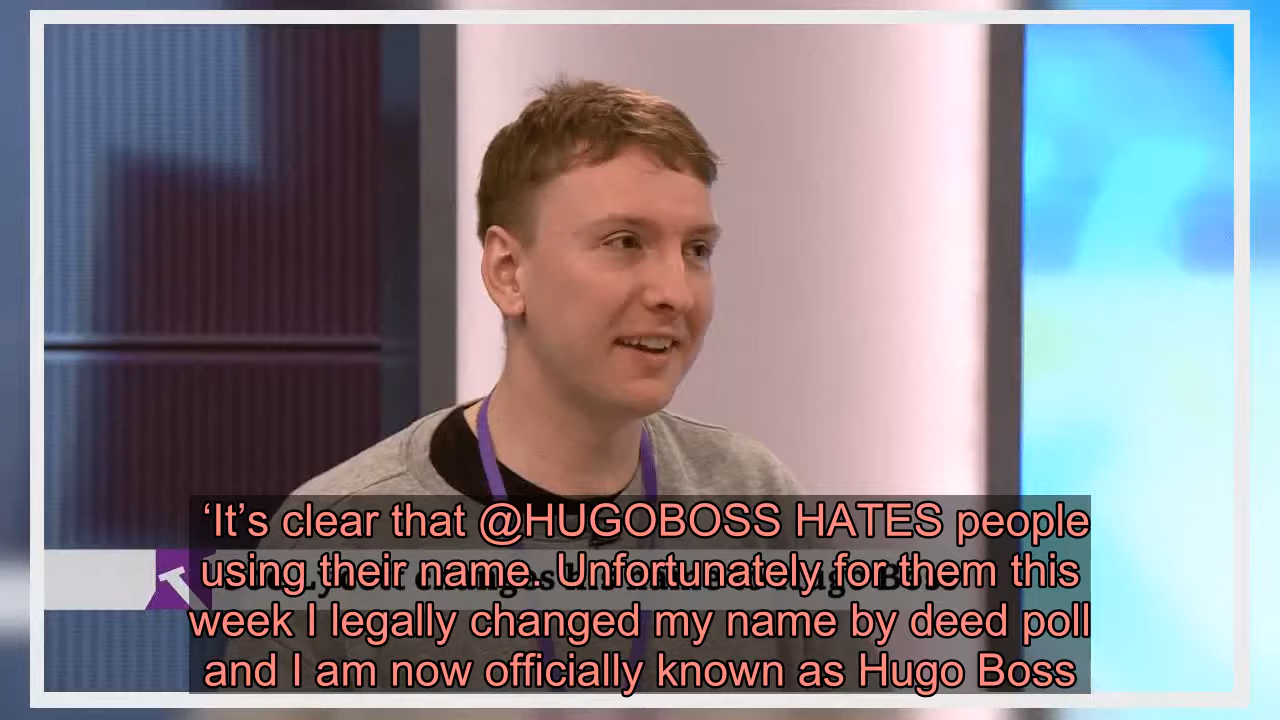 ‘It’s clear that @HUGOBOSS HATES people
using their name. Unfortunately for them this
week I legally changed my name by deed poll
and I am now officially known as Hugo Boss